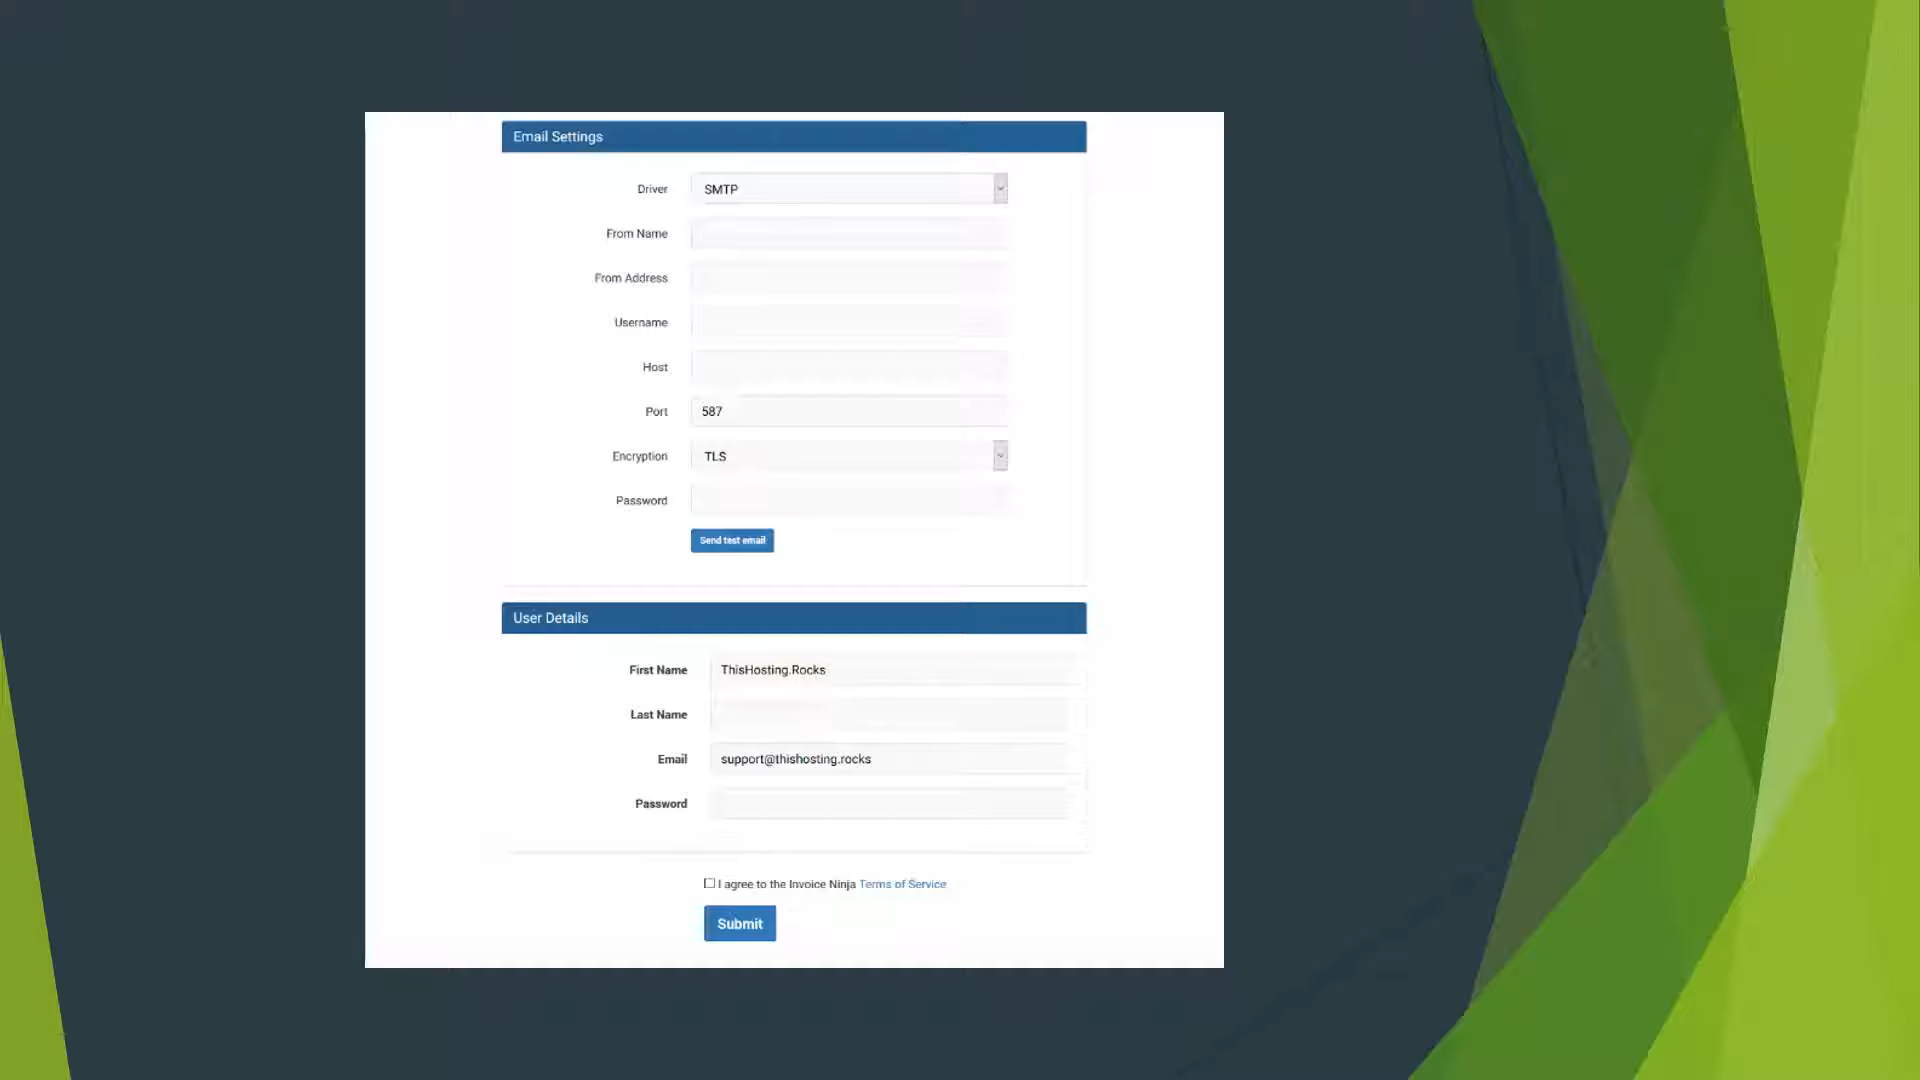 Email Settings
Driver SMTP
From Name
From Address
Username
Host
Port 587
Encryption TLS
Password
Send test email
User Details
First Name ThisHosting.Rocks
Last Name
Email support@thishosting.rocks
Password
I agree to the Invoice Ninja Terms of Service
Submit